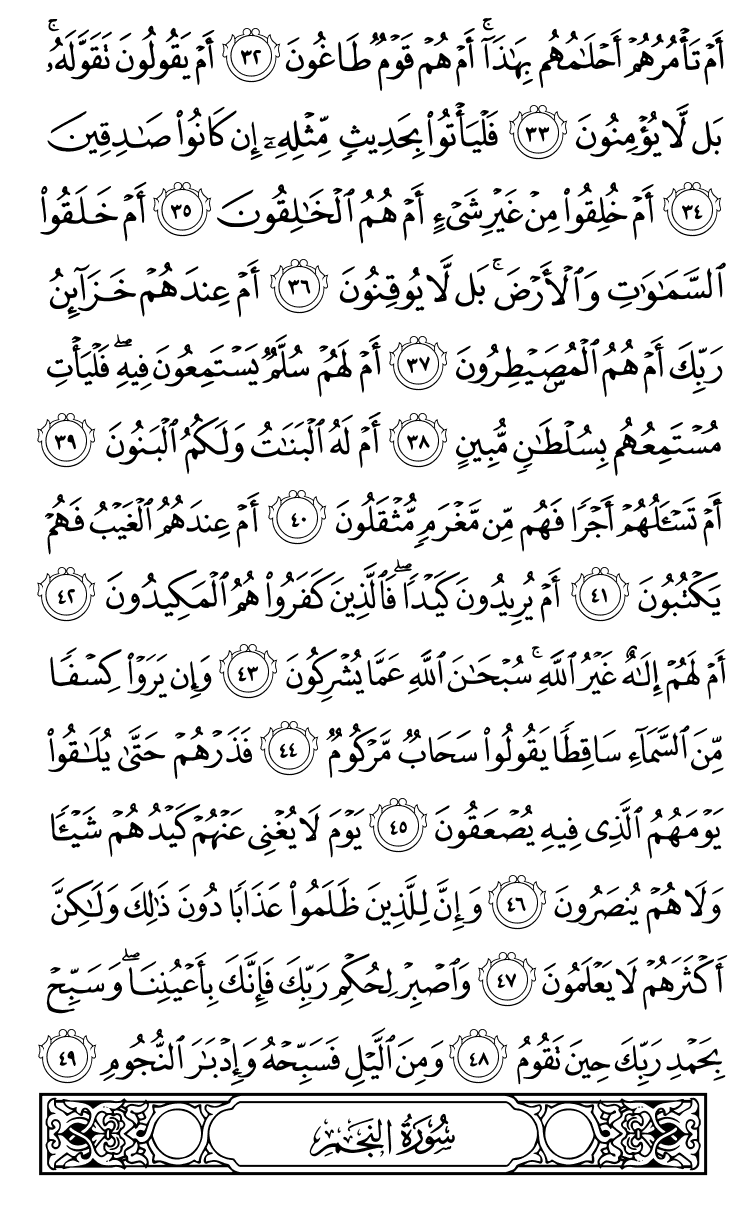 أَمْ تَأْمُرُهُمْ أَحْلَٰمُهُم بِهَٰذَآ ۚ أَمْ هُمْ قَوْمٌ طَاغُونَ ٣٢ أَمْ يَقُولُونَ تَقَوَّلَهُۥ ۚ
بَل لَّا يُؤْمِنُونَ ٣٣ فَلْيَأْتُوا۟ بِحَدِيثٍ مِّثْلِهِۦٓ إِن كَانُوا۟ صَٰدِقِينَ
٣٤ أَمْ خُلِقُوا۟ مِنْ غَيْرِ شَىْءٍ أَمْ هُمُ ٱلْخَٰلِقُونَ ٣٥ أَمْ خَلَقُوا۟
ٱلسَّمَٰوَٰتِ وَٱلْأَرْضَ ۚ بَل لَّا يُوقِنُونَ ٣٦ أَمْ عِندَهُمْ خَزَآئِنُ
رَبِّكَ أَمْ هُمُ ٱلْمُصَۣيْطِرُونَ ٣٧ أَمْ لَهُمْ سُلَّمٌ يَسْتَمِعُونَ فِيهِ ۖ فَلْيَأْتِ
مُسْتَمِعُهُم بِسُلْطَٰنٍ مُّبِينٍ ٣٨ أَمْ لَهُ ٱلْبَنَٰتُ وَلَكُمُ ٱلْبَنُونَ ٣٩
أَمْ تَسْـَٔلُهُمْ أَجْرًا فَهُم مِّن مَّغْرَمٍ مُّثْقَلُونَ ٤٠ أَمْ عِندَهُمُ ٱلْغَيْبُ فَهُمْ
يَكْتُبُونَ ٤١ أَمْ يُرِيدُونَ كَيْدًا ۖ فَٱلَّذِينَ كَفَرُوا۟ هُمُ ٱلْمَكِيدُونَ ٤٢
أَمْ لَهُمْ إِلَٰهٌ غَيْرُ ٱللَّهِ ۚ سُبْحَٰنَ ٱللَّهِ عَمَّا يُشْرِكُونَ ٤٣ وَإِن يَرَوْا۟ كِسْفًا
مِّنَ ٱلسَّمَآءِ سَاقِطًا يَقُولُوا۟ سَحَابٌ مَّرْكُومٌ ٤٤ فَذَرْهُمْ حَتَّىٰ يُلَٰقُوا۟
يَوْمَهُمُ ٱلَّذِى فِيهِ يُصْعَقُونَ ٤٥ يَوْمَ لَا يُغْنِى عَنْهُمْ كَيْدُهُمْ شَيْـًٔا
وَلَا هُمْ يُنصَرُونَ ٤٦ وَإِنَّ لِلَّذِينَ ظَلَمُوا۟ عَذَابًا دُونَ ذَٰلِكَ وَلَٰكِنَّ
أَكْثَرَهُمْ لَا يَعْلَمُونَ ٤٧ وَٱصْبِرْ لِحُكْمِ رَبِّكَ فَإِنَّكَ بِأَعْيُنِنَا ۖ وَسَبِّحْ
بِحَمْدِ رَبِّكَ حِينَ تَقُومُ ٤٨ وَمِنَ ٱلَّيْلِ فَسَبِّحْهُ وَإِدْبَٰرَ ٱلنُّجُومِ ٤٩
سُورَةُ النَّجْمِ